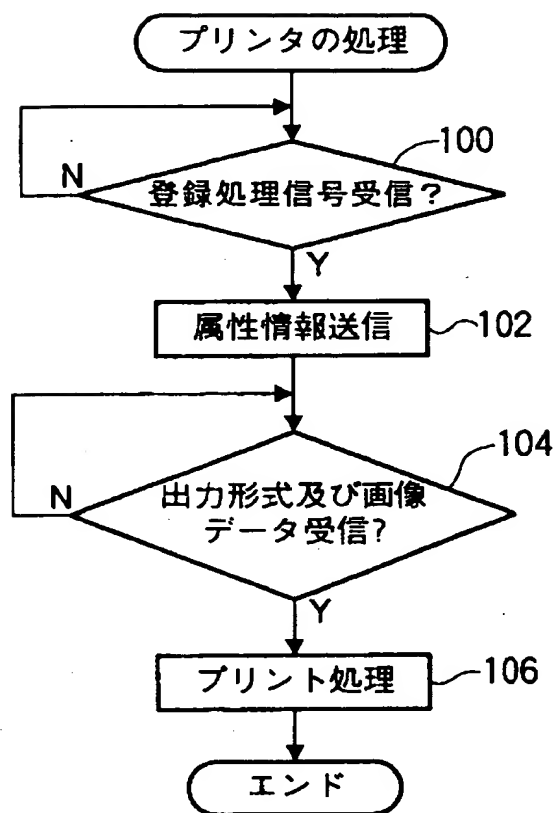 プリンタの処理
100
N
登録処理信号受信？
Y
属性情報送信
102
104
N
出力形式及び画像
データ受信?
Y
プリント処理
106
エンド